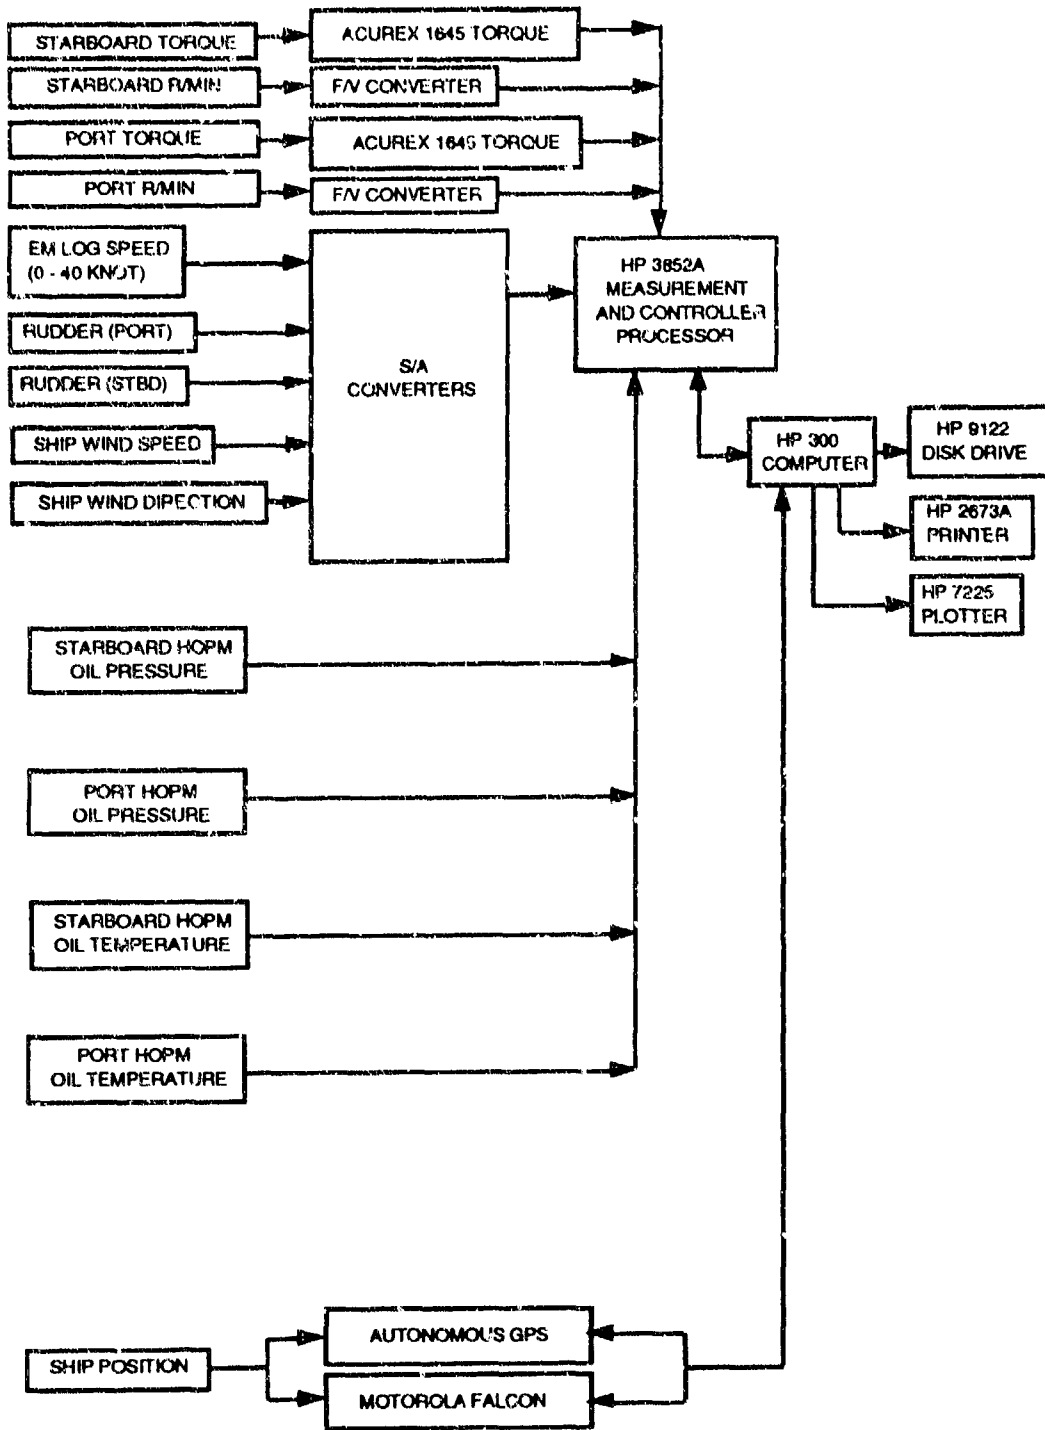 STARBOARD TORQUE
ACUREX 1645 TORQUE
STARBOARD R/MIN
F/V CONVERTER
PORT TORQUE
ACUREX 1645 TORQUE
PORT R/MIN
F/V CONVERTER
EM LOG SPEED
(0 - 40 KNOT)
RUDDER (PORT)
RUDDER (STBD)
SHIP WIND SPEED
SHIP WIND DIRECTION
S/A
CONVERTERS
HP 3852A
MEASUREMENT
AND CONTROLLER
PROCESSOR
HP 300
COMPUTER
HP 9122
DISK DRIVE
HP 2673A
PRINTER
HP 7225
PLOTTER
STARBOARD HOPM
OIL PRESSURE
PORT HOPM
OIL PRESSURE
STARBOARD HOPM
OIL TEMPERATURE
PORT HOPM
OIL TEMPERATURE
SHIP POSITION
AUTONOMOUS GPS
MOTOROLA FALCON